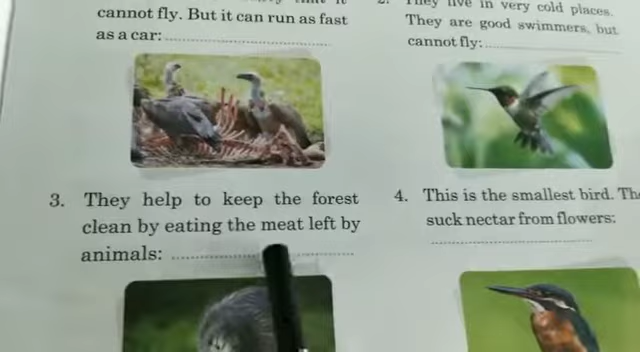 cannot fly. But it can run as fast
as a car:
They live in very cold places.
They are good swimmers, but
cannot fly:
3. They help to keep the forest
clean by eating the meat left by
animals:
4. This is the smallest bird.
suck nectar from flowers: